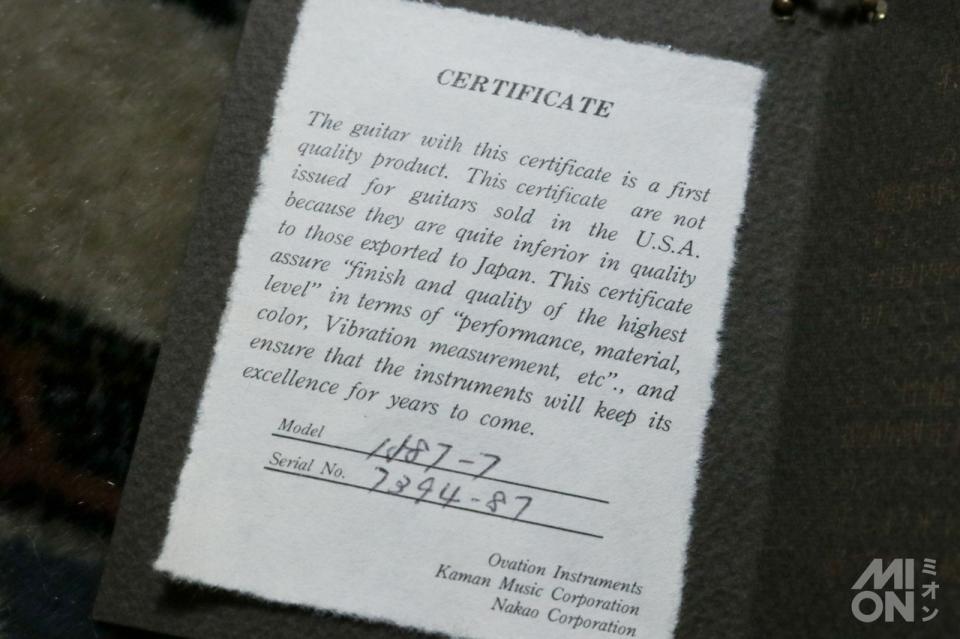 CERTIFICATE
The guitar with this certificate is a first
quality product. This certificate are not
issued for guitars sold in the U.S.A.
because they are quite inferior in quality
to those exported to Japan. This certificate
assure "finish and quality of the highest
level" in terms of "performance, material,
color, Vibration measurement, etc"., and
ensure that the instruments will keep its
excellence for years to come.
Model 1887-7
Serial No. 7394-87
Ovation Instruments
Kaman Music Corporation
Nakao Corporation
MION ミオン